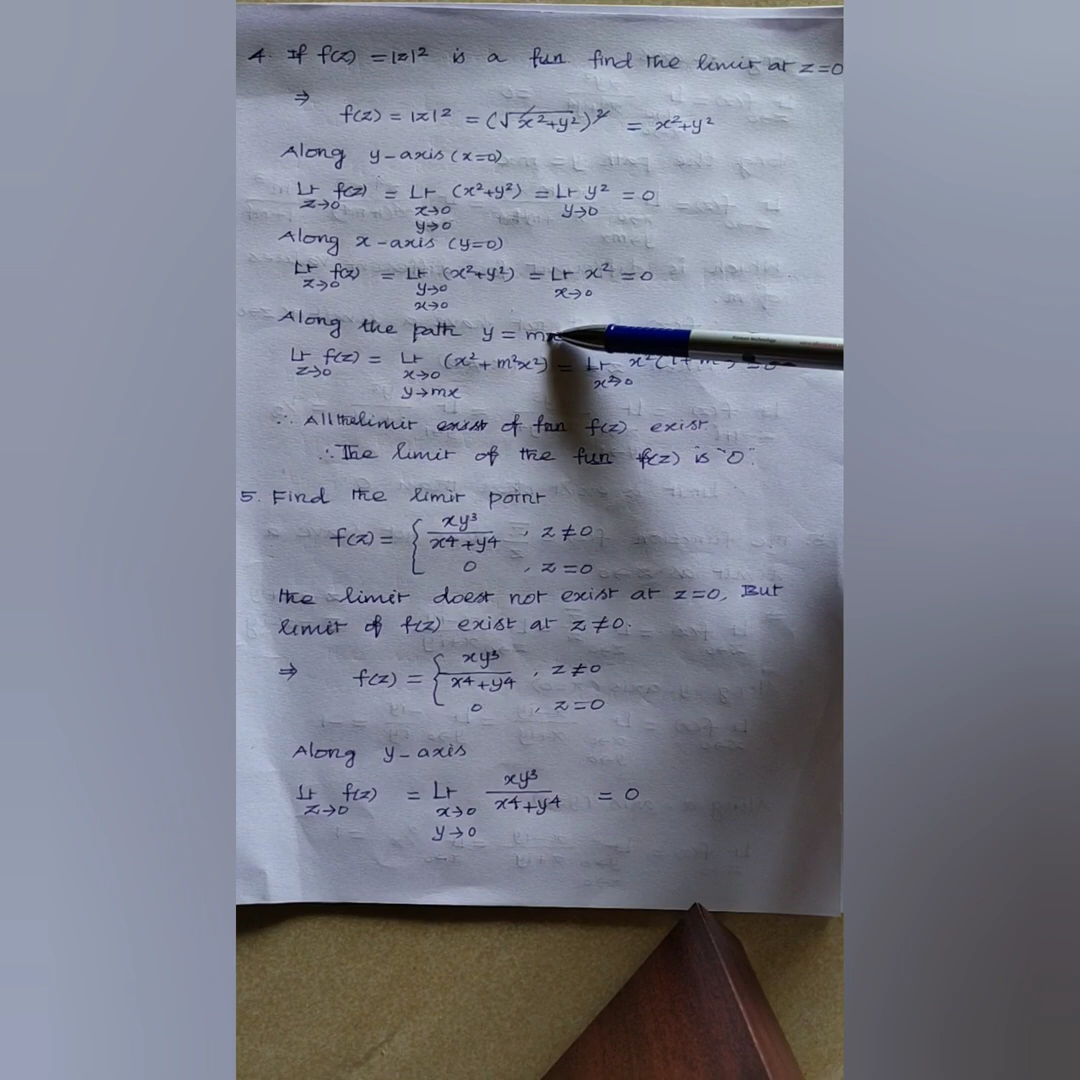 4. If f(z) = |z|² is a fun find the limit at z=0
⇒
f(z) = |z|² = (√x²+y²)² = x²+y²
Along y-axis (x=0)
Lt f(z) = Lt (x²+y²) = Lt y² = 0
z→0 x→0 y→0
y→0
Along x-axis (y=0)
Lt f(z) = Lt (x²+y²) = Lt x² = 0
z→0 y→0 x→0
x→0
Along the path y = mx
Lt f(z) = Lt (x²+m²x²) = Lt x²(1+m
z→0 x→0 x→0
y→mx
∴ All the limit exist of fun f(z) exist
∴ The limit of the fun f(z) is "0".
5. Find the limit point
f(z) = { xy³/x⁴+y⁴ , z≠0
0 , z=0
the limit doest not exist at z=0, But
limit of f(z) exist at z≠0.
⇒ f(z) = { xy³/x⁴+y⁴ , z≠0
0 , z=0
Along y-axis
Lt f(z) = Lt xy³/x⁴+y⁴ = 0
z→0 x→0
y→0